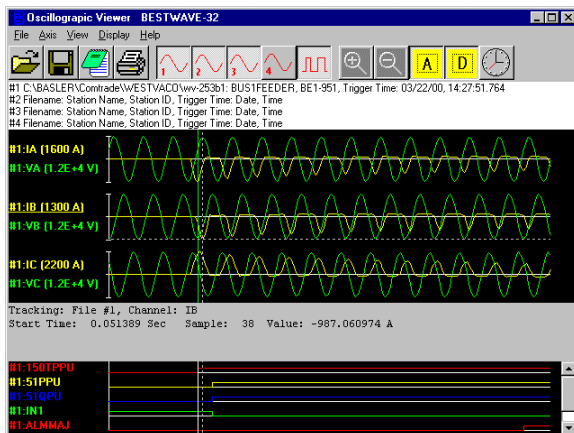 Oscillograpic Viewer BESTWAVE-32
File Axis View Display Help
1 2 3 4 A D
#1 C:\BASLER\Comtrade\WESTVACO\wv-253b1: BUS1FEEDER, BE1-951, Trigger Time: 03/22/00, 14:27:51.764
#2 Filename: Station Name, Station ID, Trigger Time: Date, Time
#3 Filename: Station Name, Station ID, Trigger Time: Date, Time
#4 Filename: Station Name, Station ID, Trigger Time: Date, Time
#1:IA (1600 A)
#1:VA (1.2E+4 V)
#1:IB (1300 A)
#1:VB (1.2E+4 V)
#1:IC (2200 A)
#1:VC (1.2E+4 V)
Tracking: File #1, Channel: IB
Start Time: 0.051389 Sec Sample: 38 Value: -987.060974 A
#1:150TPPU
#1:51PPU
#1:51QPU
#1:IN1
#1:ALMMAJ